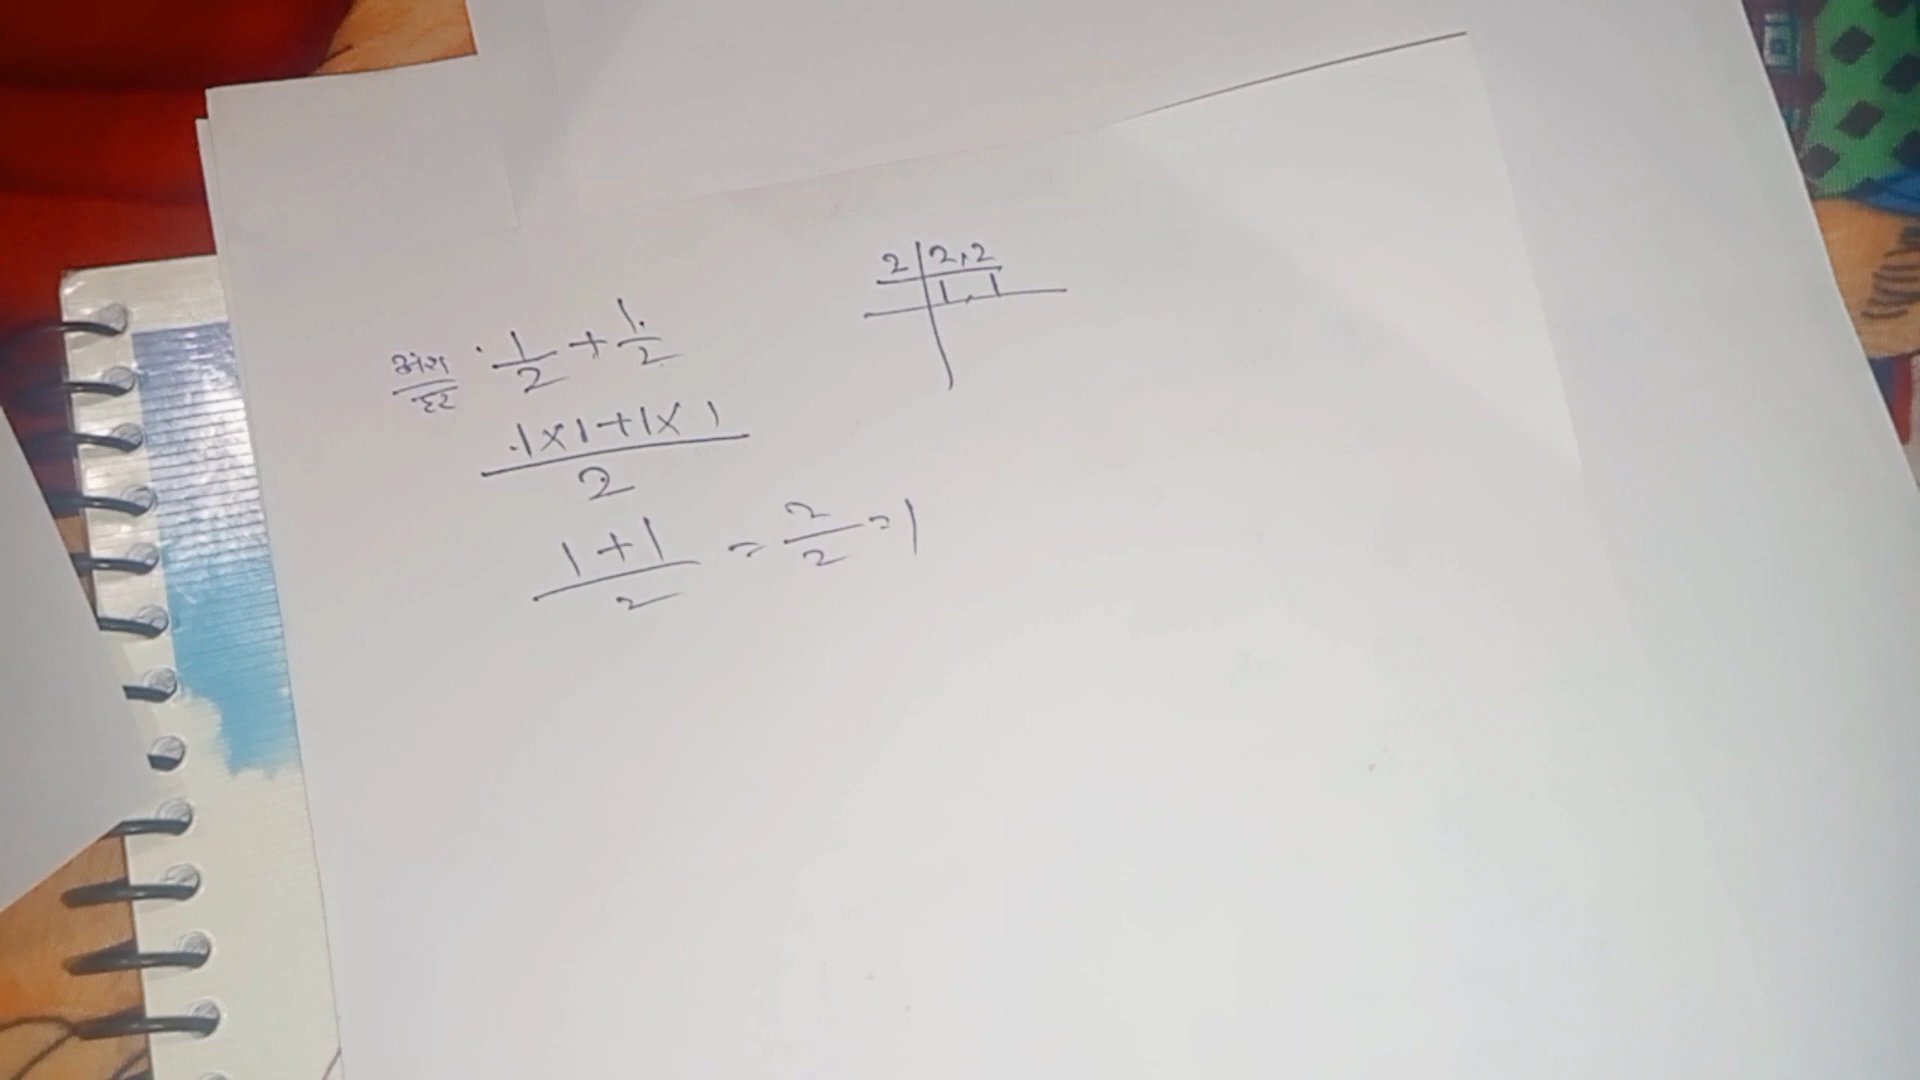 अंश/हर 1/2 + 1/2
1×1+1×1/2
1+1/2 = 2/2 = 1
2 | 2,2
1,1